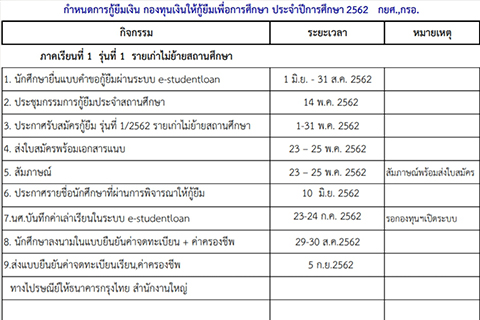 กำหนดการกู้ยืมเงิน กองทุนเงินให้กู้ยืมเพื่อการศึกษา ประจำปีการศึกษา 2562 กยศ.,กรอ.
กิจกรรม ระยะเวลา หมายเหตุ
ภาคเรียนที่ 1 รุ่นที่ 1 รายเก่าไม่ย้ายสถานศึกษา
1. นักศึกษายื่นแบบคำขอกู้ยืมผ่านระบบ e-studentloan 1 มิ.ย. - 31 ส.ค. 2562
2. ประชุมกรรมการกู้ยืมประจำสถานศึกษา 14 พ.ค. 2562
3. ประกาศรับสมัครกู้ยืม รุ่นที่ 1/2562 รายเก่าไม่ย้ายสถานศึกษา 1-31 พ.ค. 2562
4. ส่งใบสมัครพร้อมเอกสารแนบ 23 – 25 พ.ค. 2562
5. สัมภาษณ์ 23 – 25 พ.ค. 2562 สัมภาษณ์พร้อมส่งใบสมัคร
6. ประกาศรายชื่อนักศึกษาที่ผ่านการพิจารณาให้กู้ยืม 10 มิ.ย. 2562
7.นศ.บันทึกค่าเล่าเรียนในระบบ e-studentloan 23-24 ก.ค. 2562 รอกองทุนฯเปิดระบบ
8. นักศึกษาลงนามในแบบยืนยันค่าจดทะเบียน + ค่าครองชีพ 29-30 ส.ค.2562
9.ส่งแบบยืนยันค่าจดทะเบียนเรียน,ค่าครองชีพ 5 ก.ย.2562
ทางไปรษณีย์ให้ธนาคารกรุงไทย สำนักงานใหญ่